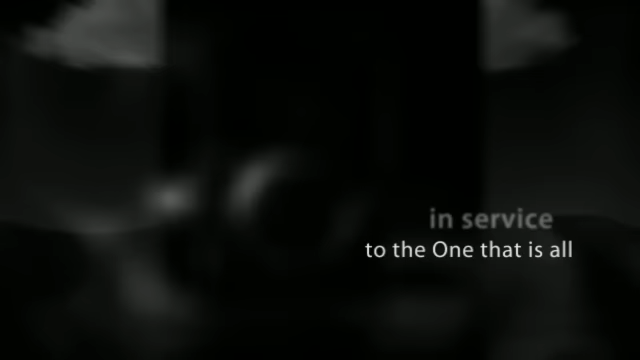 in service
to the One that is all